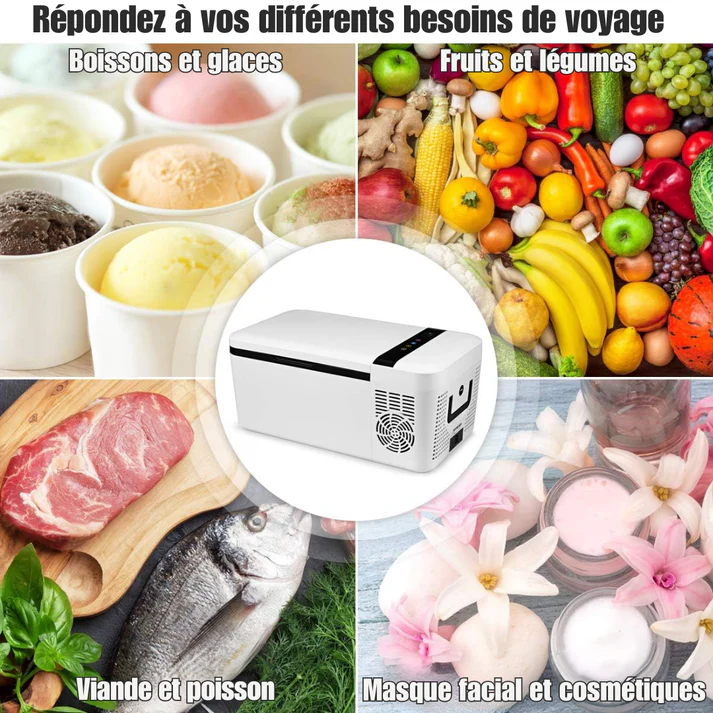 Répondez à vos différents besoins de voyage
Boissons et glaces
Fruits et légumes
Viande et poisson
Masque facial et cosmétiques